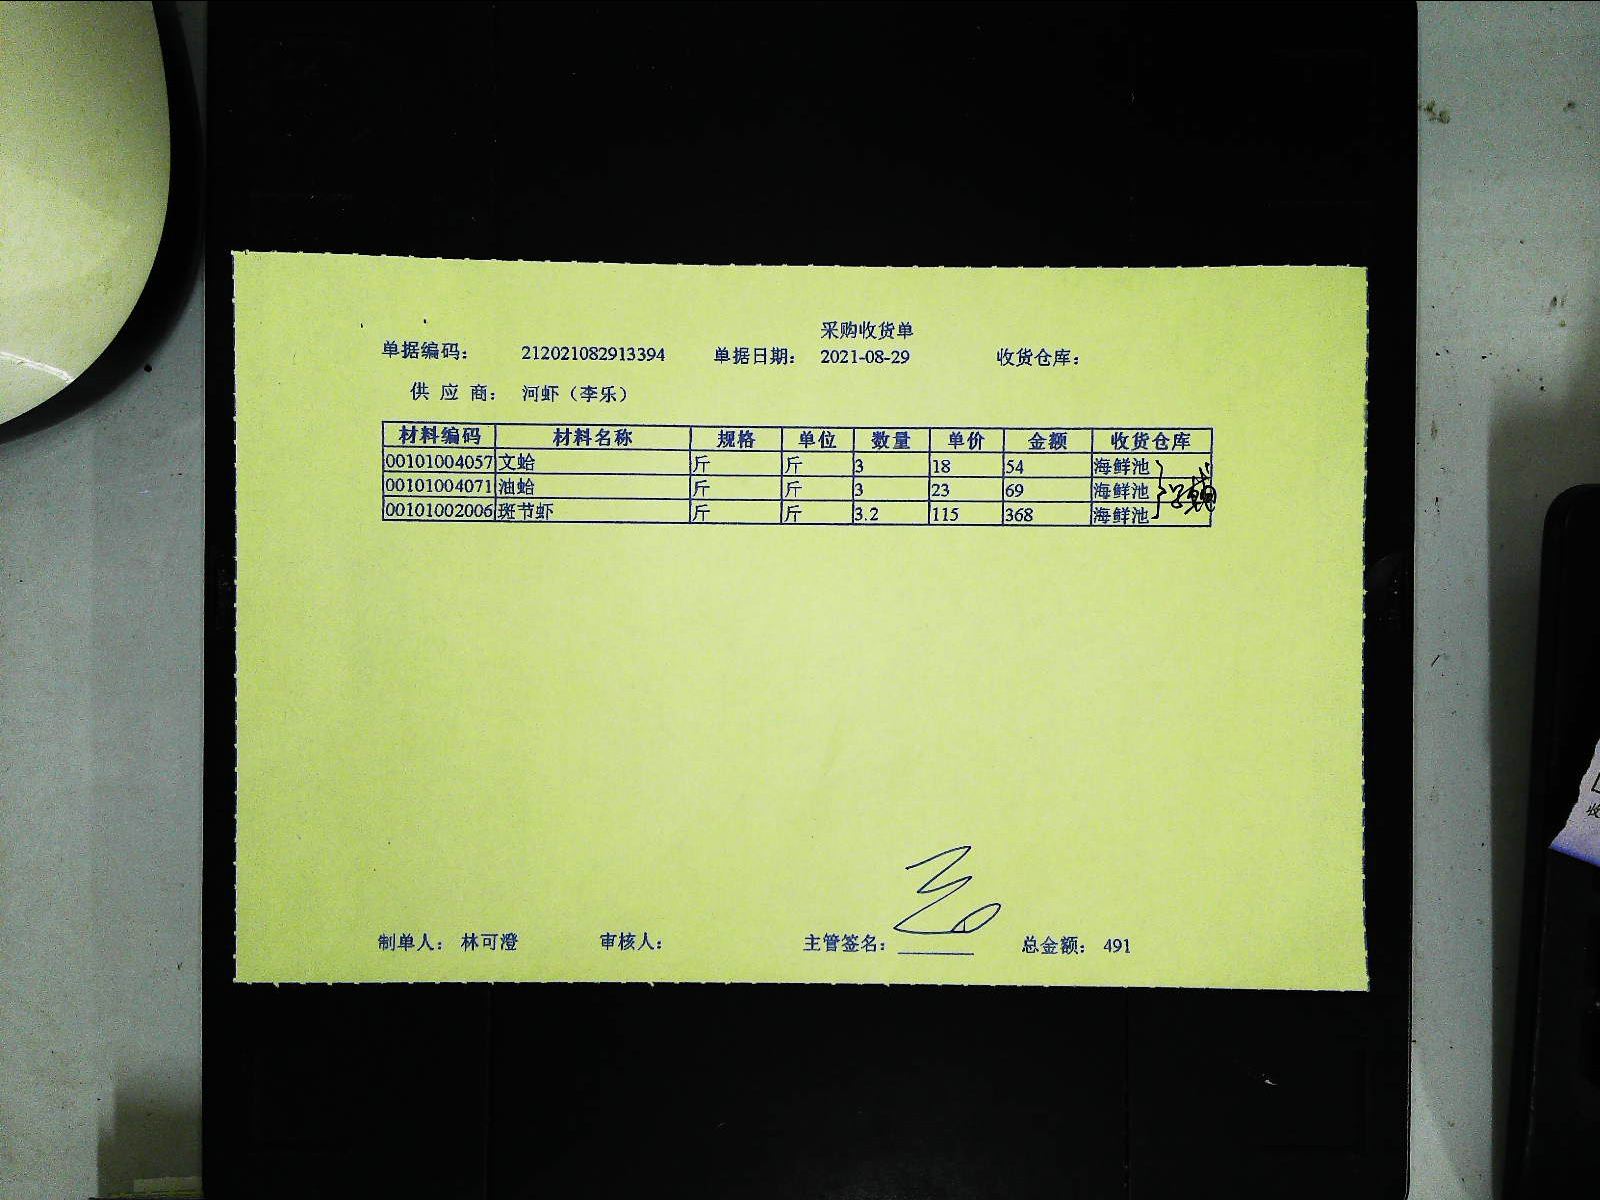 采购收货单
单据编码： 212021082913394 单据日期： 2021-08-29 收货仓库：
供 应 商： 河虾（李乐）
材料编码 材料名称 规格 单位 数量 单价 金额 收货仓库
00101004057 文蛤 斤 斤 3 18 54 海鲜池
00101004071 油蛤 斤 斤 3 23 69 海鲜池
00101002006 斑节虾 斤 斤 3.2 115 368 海鲜池
制单人： 林可澄 审核人： 主管签名： 总金额： 491